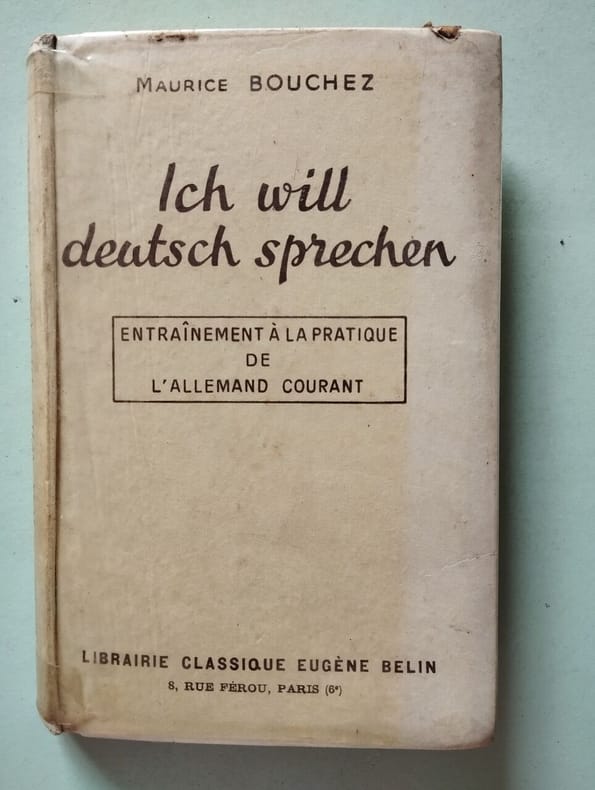 MAURICE BOUCHEZ
Ich will
deutsch sprechen
ENTRAÎNEMENT À LA PRATIQUE
DE
L'ALLEMAND COURANT
LIBRAIRIE CLASSIQUE EUGÈNE BELIN
8, RUE FÉROU, PARIS (6e)